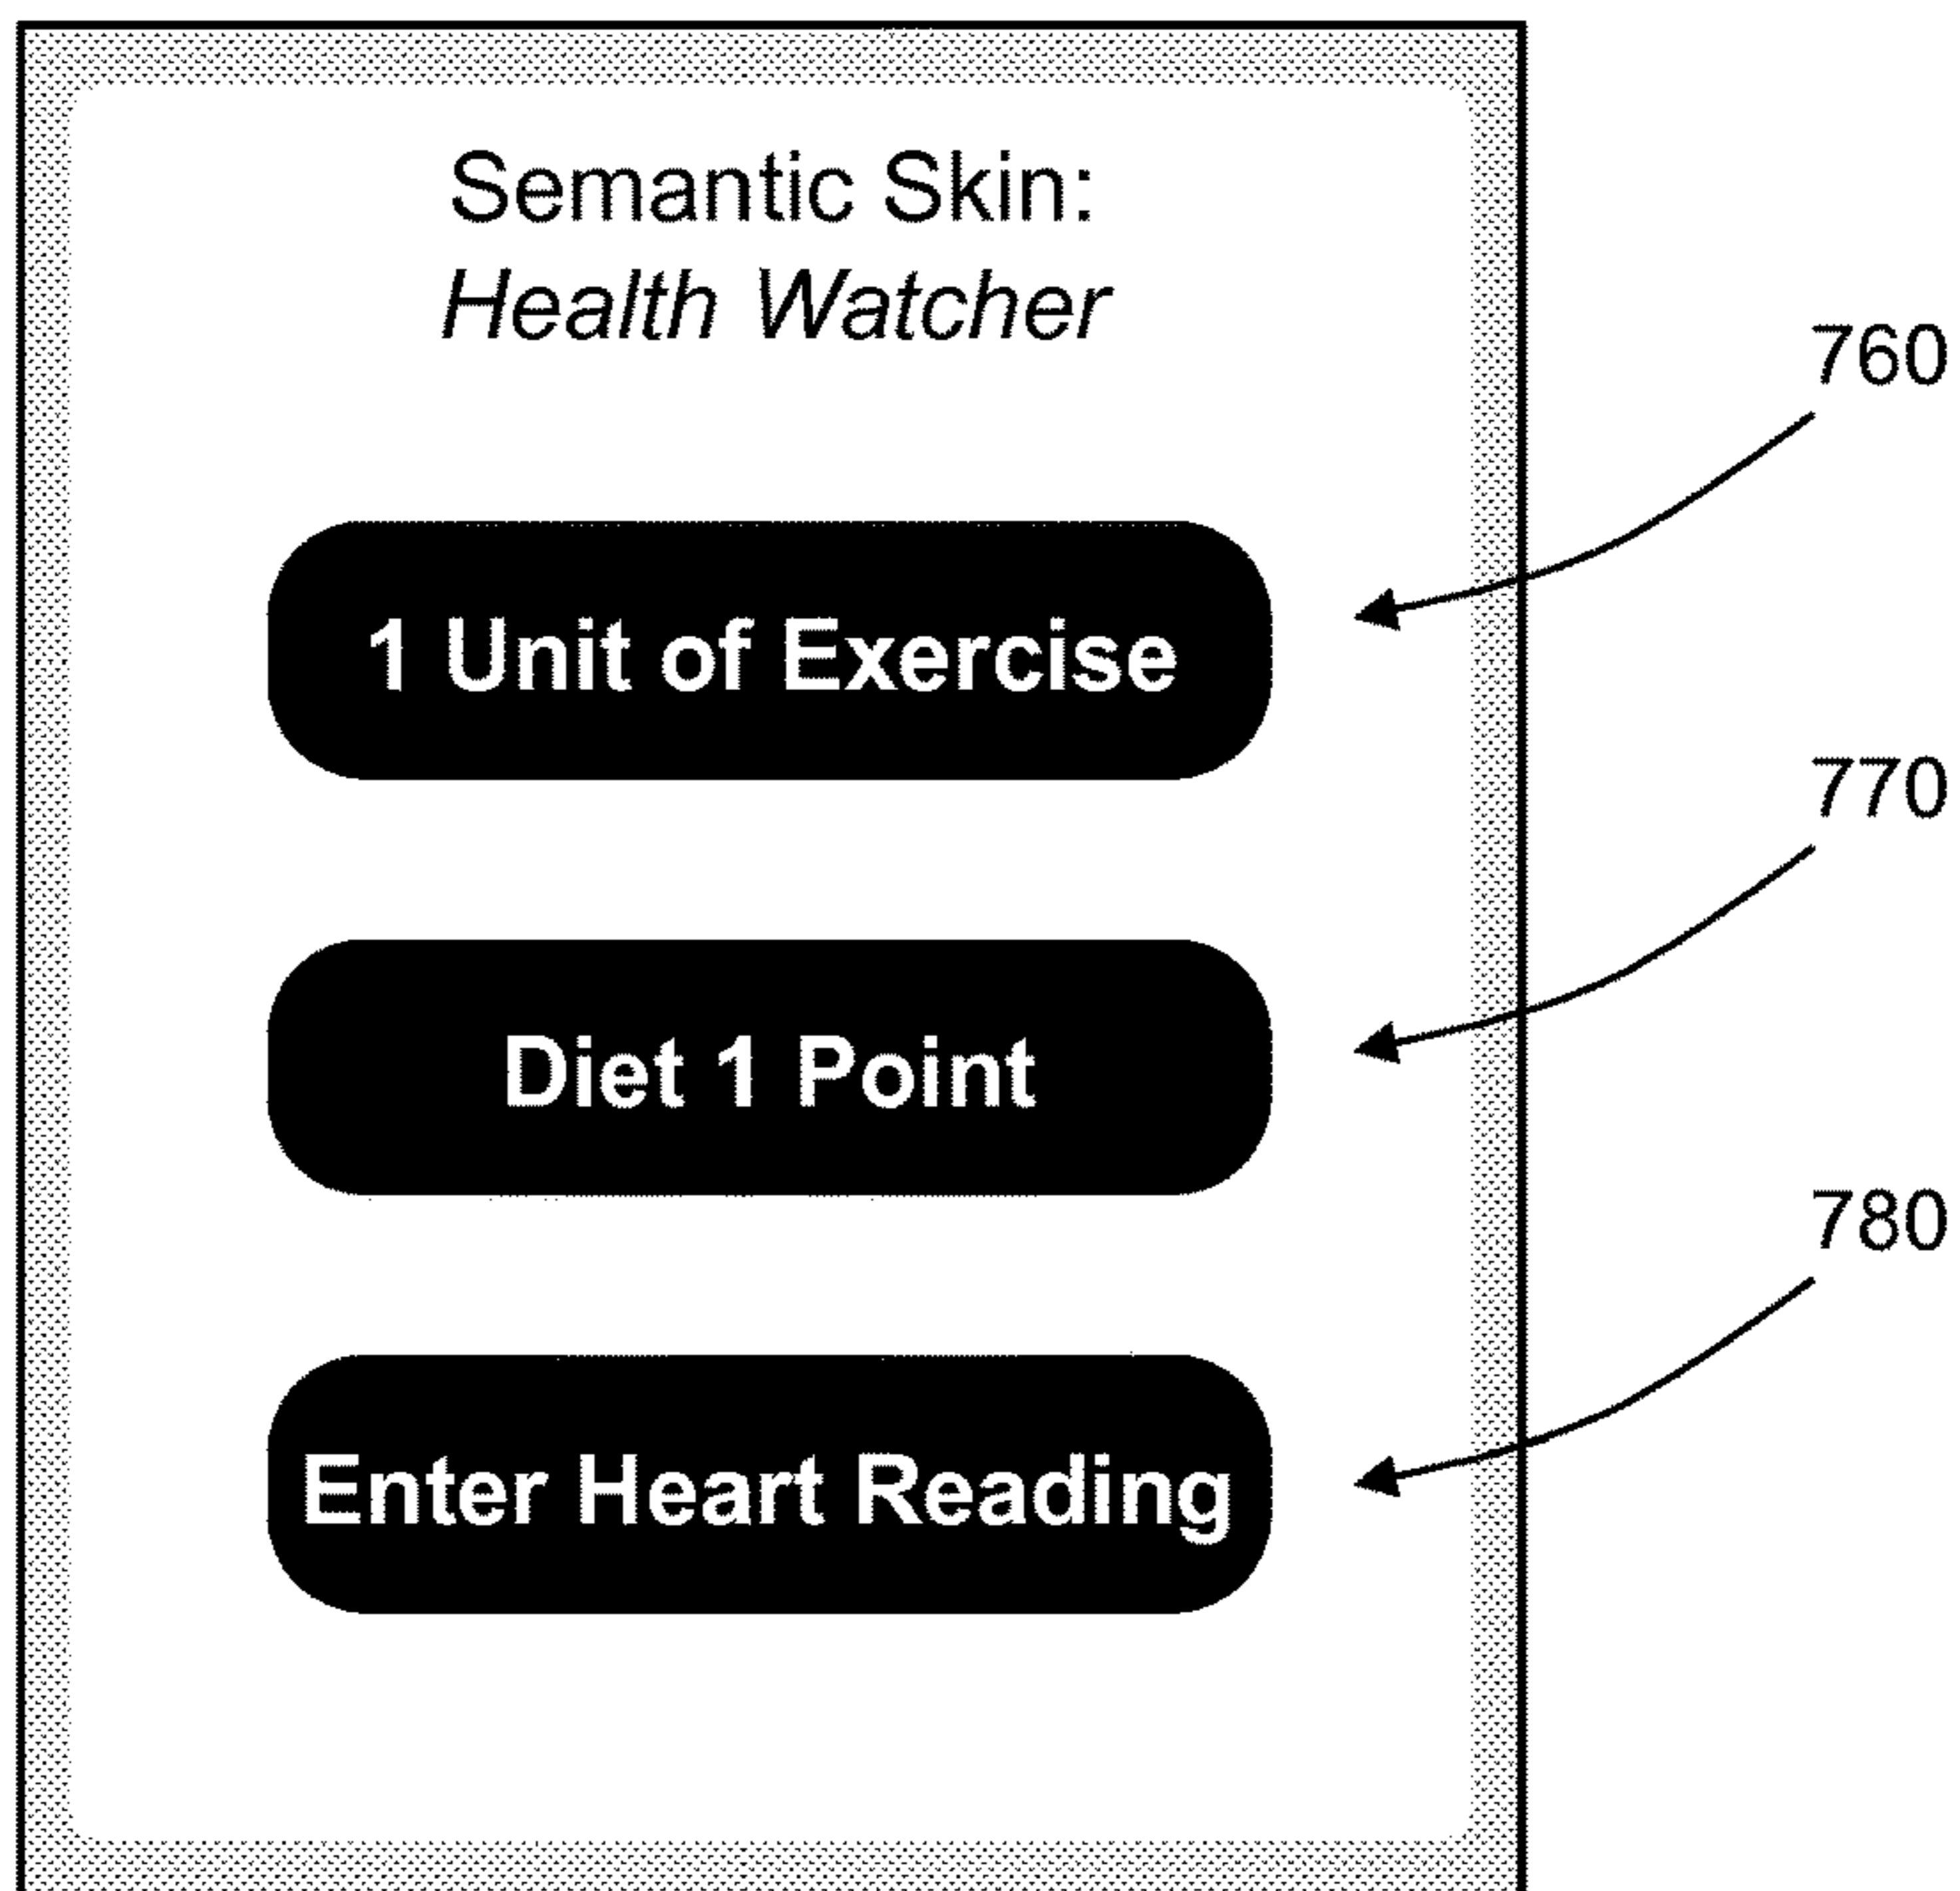 Semantic Skin:
Health Watcher
760
1 Unit of Exercise
770
Diet 1 Point
780
Enter Heart Reading